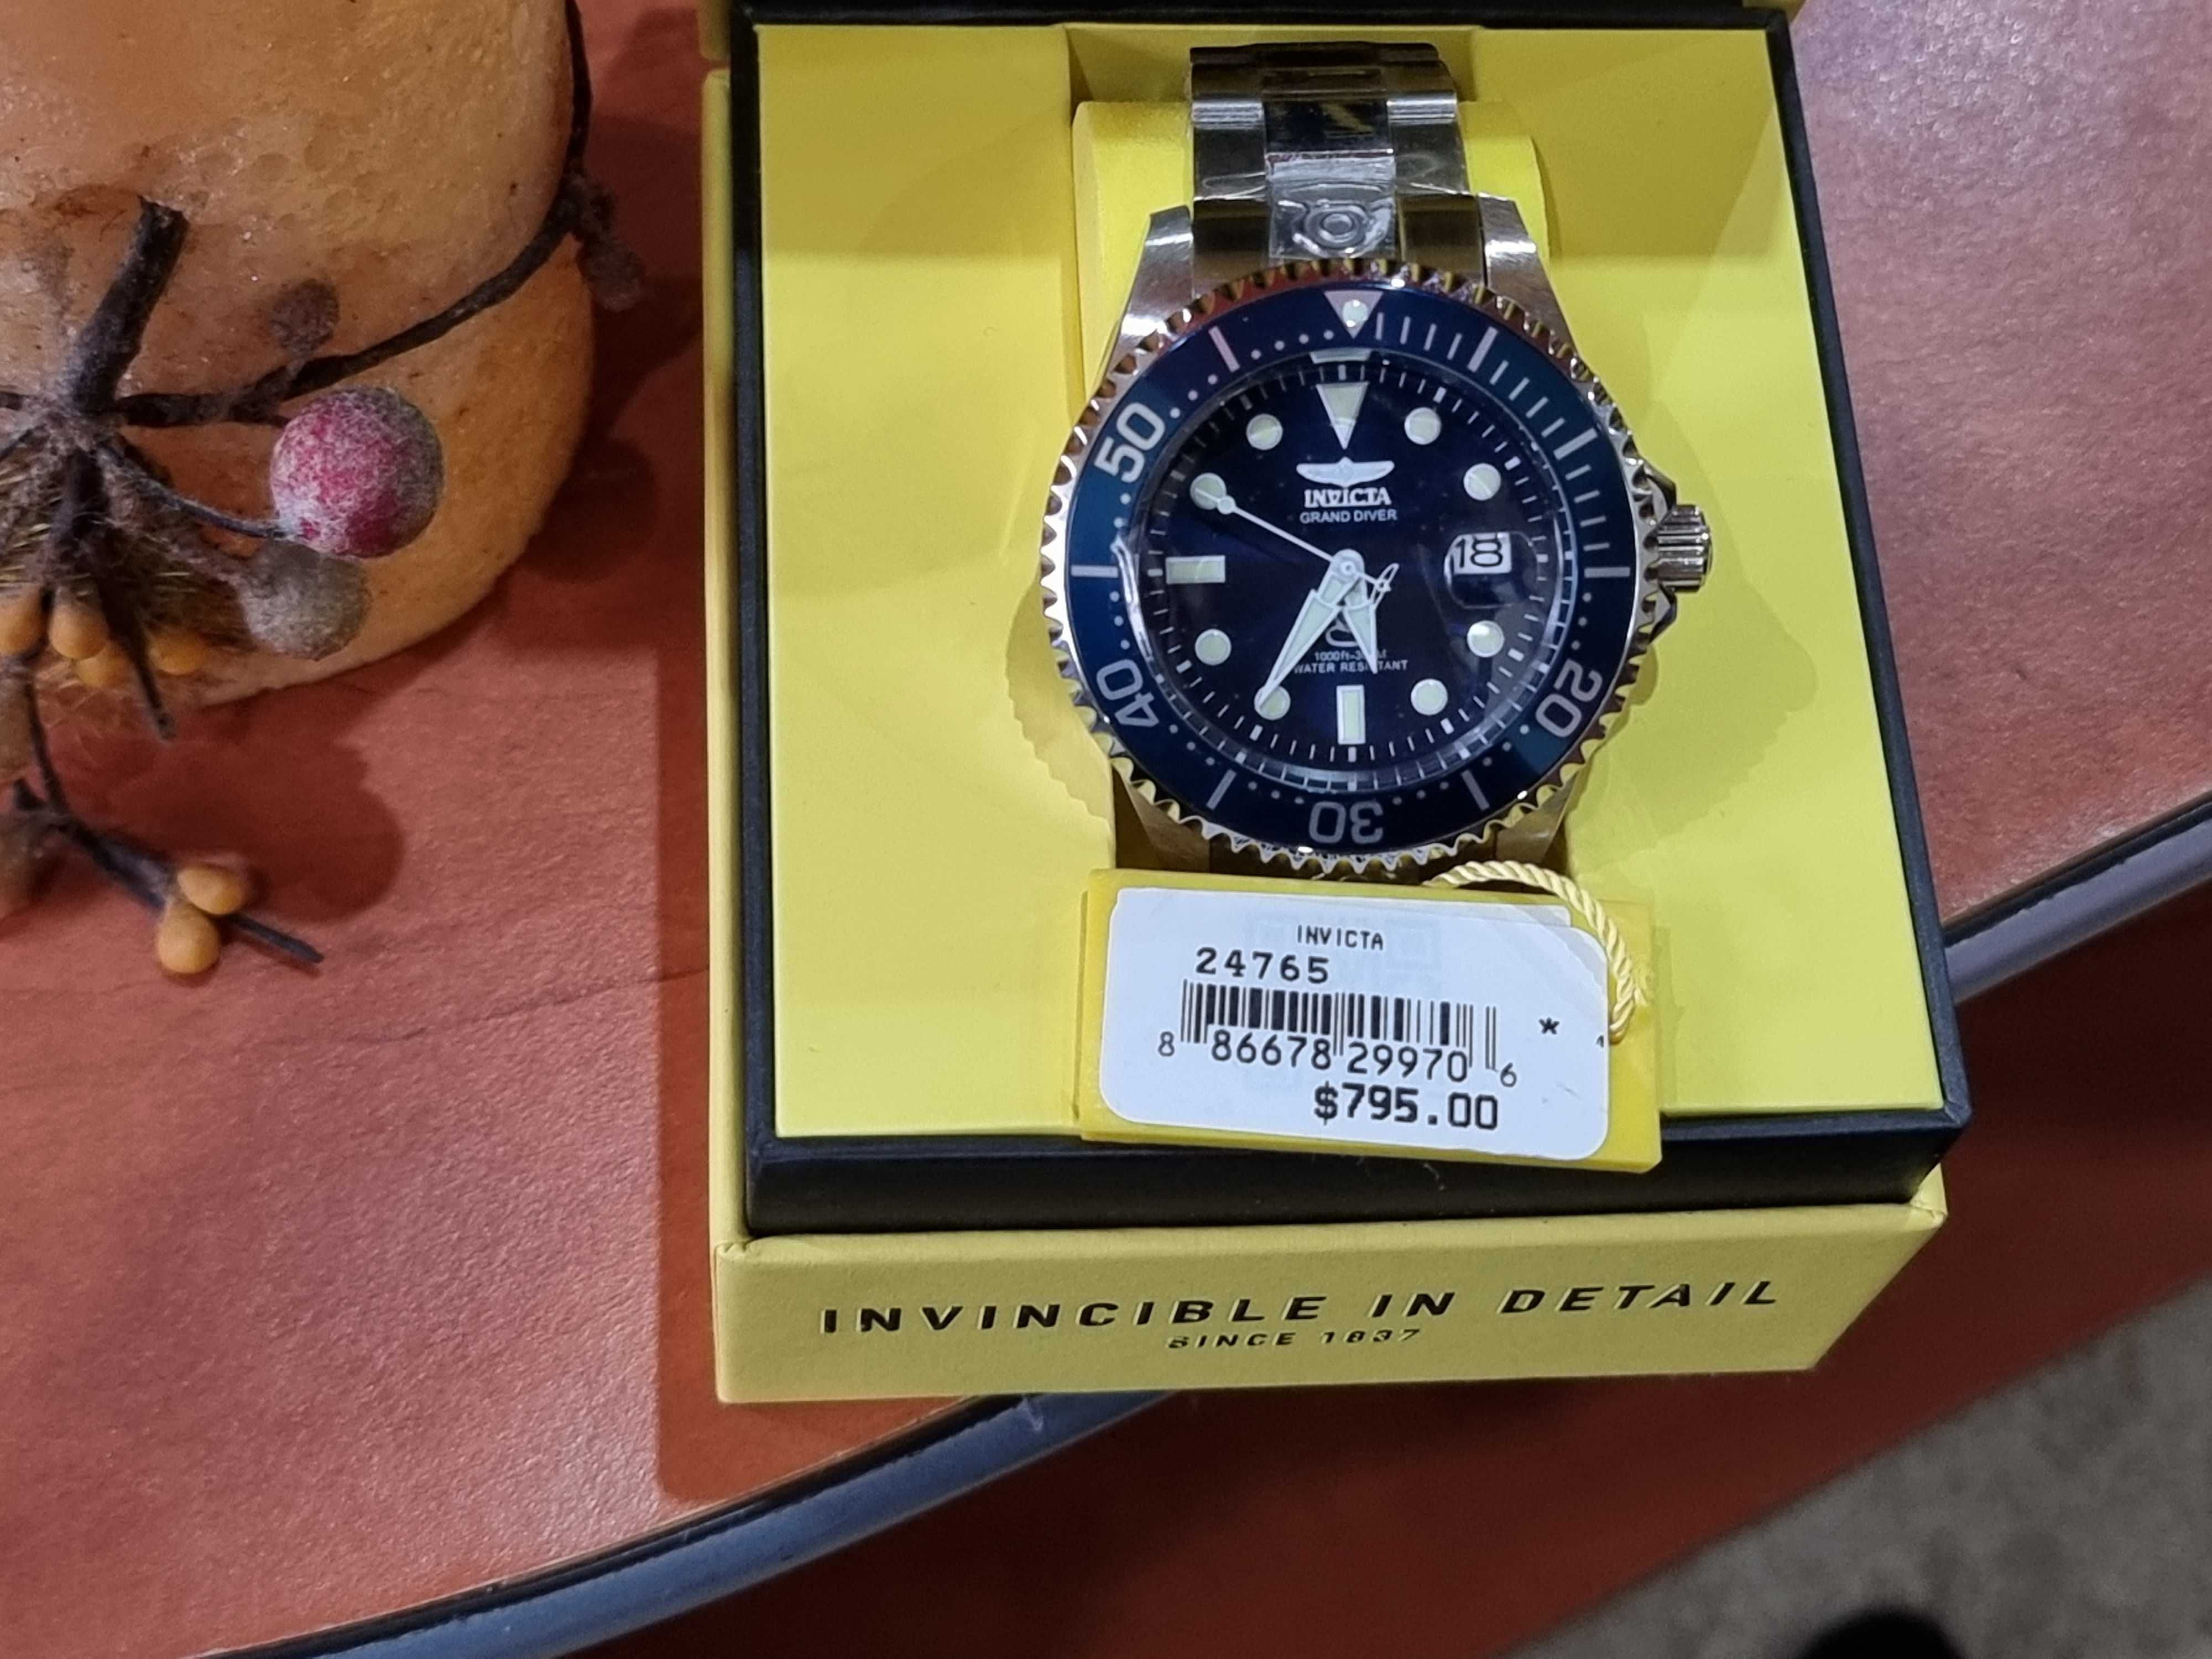 50
INVICTA
GRAND DIVER
18
WATER
40
20
30
INVICTA
24765
*
8 86678 29970 6
$795.00
INVINCIBLE IN DETAIL
SINCE 1837